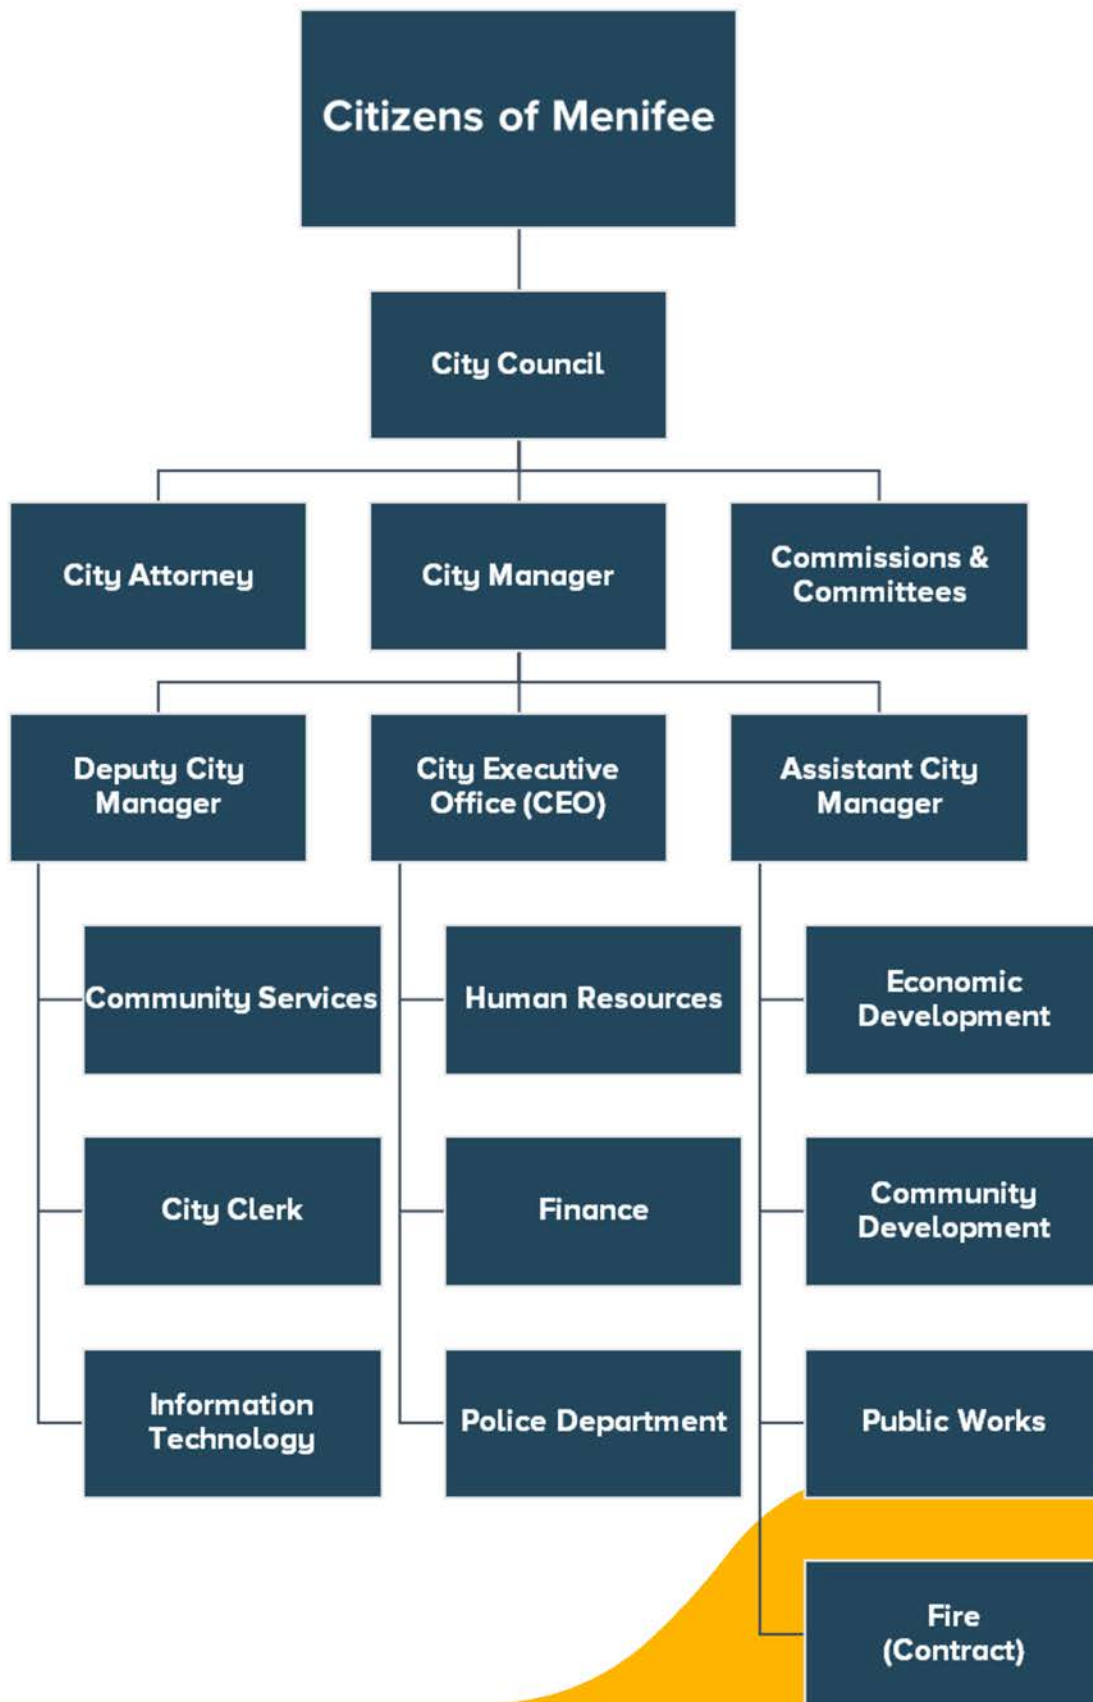 Citizens of Menifee
City Council
City Attorney
City Manager
Commissions &
Committees
Deputy City
Manager
City Executive
Office (CEO)
Assistant City
Manager
Community Services
Human Resources
Economic
Development
City Clerk
Finance
Community
Development
Information
Technology
Police Department
Public Works
Fire
(Contract)